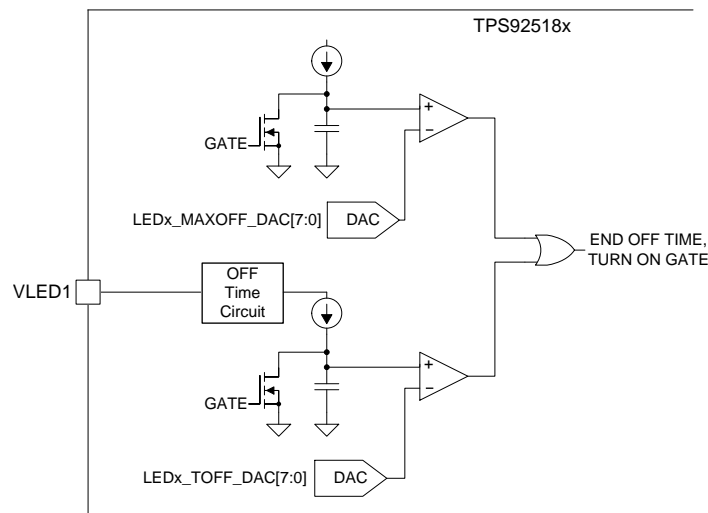 TPS92518x
+
−
GATE
LEDx_MAXOFF_DAC[7:0]
DAC
END OFF TIME,
TURN ON GATE
OFF
Time
Circuit
VLED1
+
−
GATE
LEDx_TOFF_DAC[7:0]
DAC